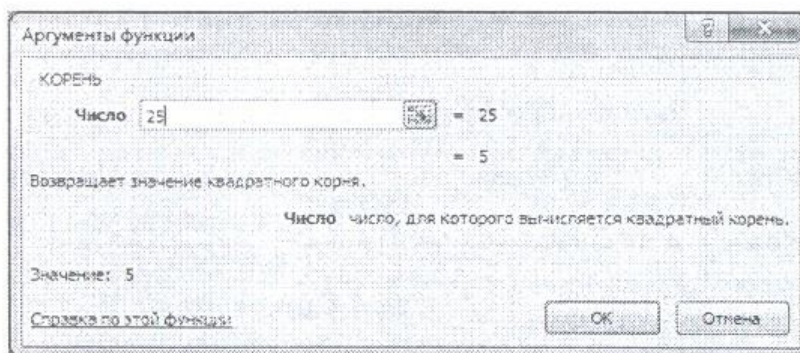 Аргументы функции
КОРЕНЬ
Число 25 = 25
= 5
Возвращает значение квадратного корня.
Число число, для которого вычисляется квадратный корень.
Значение: 5
Справка по этой функции
ОК
Отмена